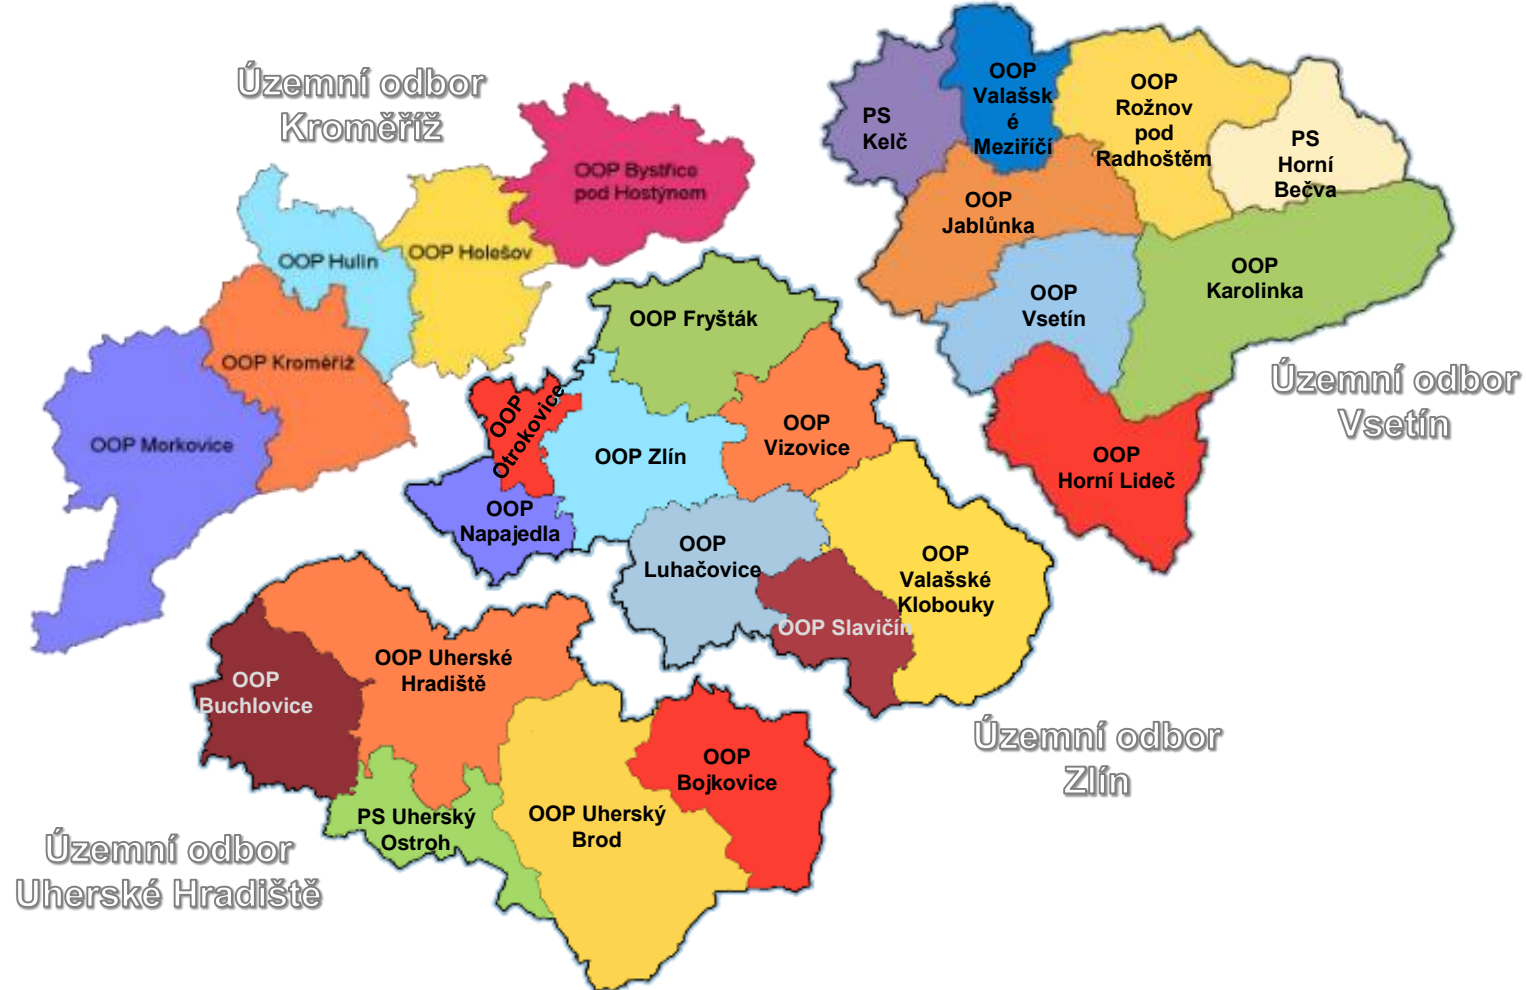 Územní odbor
Kroměříž
OOP Bystřice
pod Hostýnem
OOP Hulín
OOP Holešov
OOP Kroměříž
OOP Morkovice
PS
Kelč
OOP
Valašsk
é
Meziříčí
OOP
Rožnov
pod
Radhoštěm
PS
Horní
Bečva
OOP
Jablůnka
OOP
Vsetín
OOP
Karolinka
OOP
Horní Lideč
Územní odbor
Vsetín
OOP Fryšták
OOP
Otrokovice
OOP Zlín
OOP
Vizovice
OOP
Napajedla
OOP
Luhačovice
OOP
Valašské
Klobouky
OOP Slavičín
Územní odbor
Zlín
OOP
Buchlovice
OOP Uherské
Hradiště
OOP
Bojkovice
PS Uherský
Ostroh
OOP Uherský
Brod
Územní odbor
Uherské Hradiště